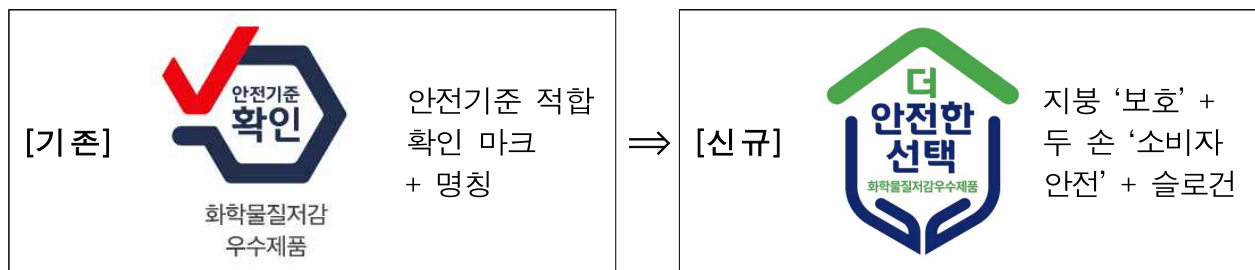 [기존]
안전기준
확인
화학물질저감
우수제품
안전기준 적합
확인 마크
+ 명칭
⇒
[신규]
더
안전한
선택
화학물질저감우수제품
지붕 ‘보호’ +
두 손 ‘소비자
안전’ + 슬로건